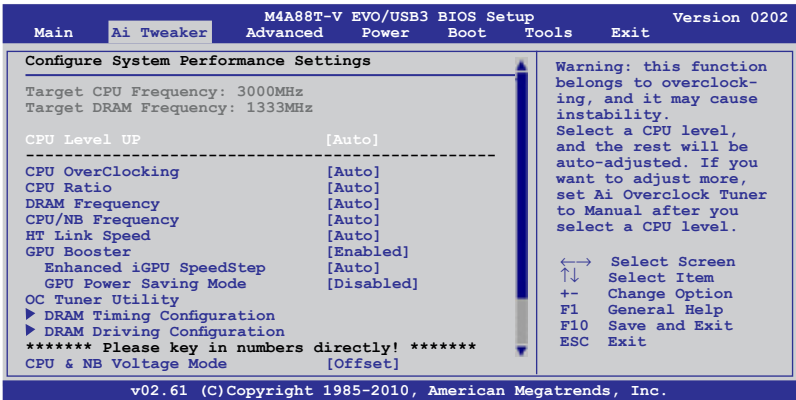 M4A88T-V EVO/USB3 BIOS Setup Version 0202
Main Ai Tweaker Advanced Power Boot Tools Exit
Configure System Performance Settings
Target CPU Frequency: 3000MHz
Target DRAM Frequency: 1333MHz
CPU Level UP [Auto]
--------------------------------------------------
CPU OverClocking [Auto]
CPU Ratio [Auto]
DRAM Frequency [Auto]
CPU/NB Frequency [Auto]
HT Link Speed [Auto]
GPU Booster [Enabled]
Enhanced iGPU SpeedStep [Auto]
GPU Power Saving Mode [Disabled]
OC Tuner Utility
DRAM Timing Configuration
DRAM Driving Configuration
******* Please key in numbers directly! *******
CPU & NB Voltage Mode [Offset]
Warning: this function
belongs to overclock-
ing, and it may cause
instability.
Select a CPU level,
and the rest will be
auto-adjusted. If you
want to adjust more,
set Ai Overclock Tuner
to Manual after you
select a CPU level.
←→ Select Screen
↑↓ Select Item
+- Change Option
F1 General Help
F10 Save and Exit
ESC Exit
v02.61 (C)Copyright 1985-2010, American Megatrends, Inc.